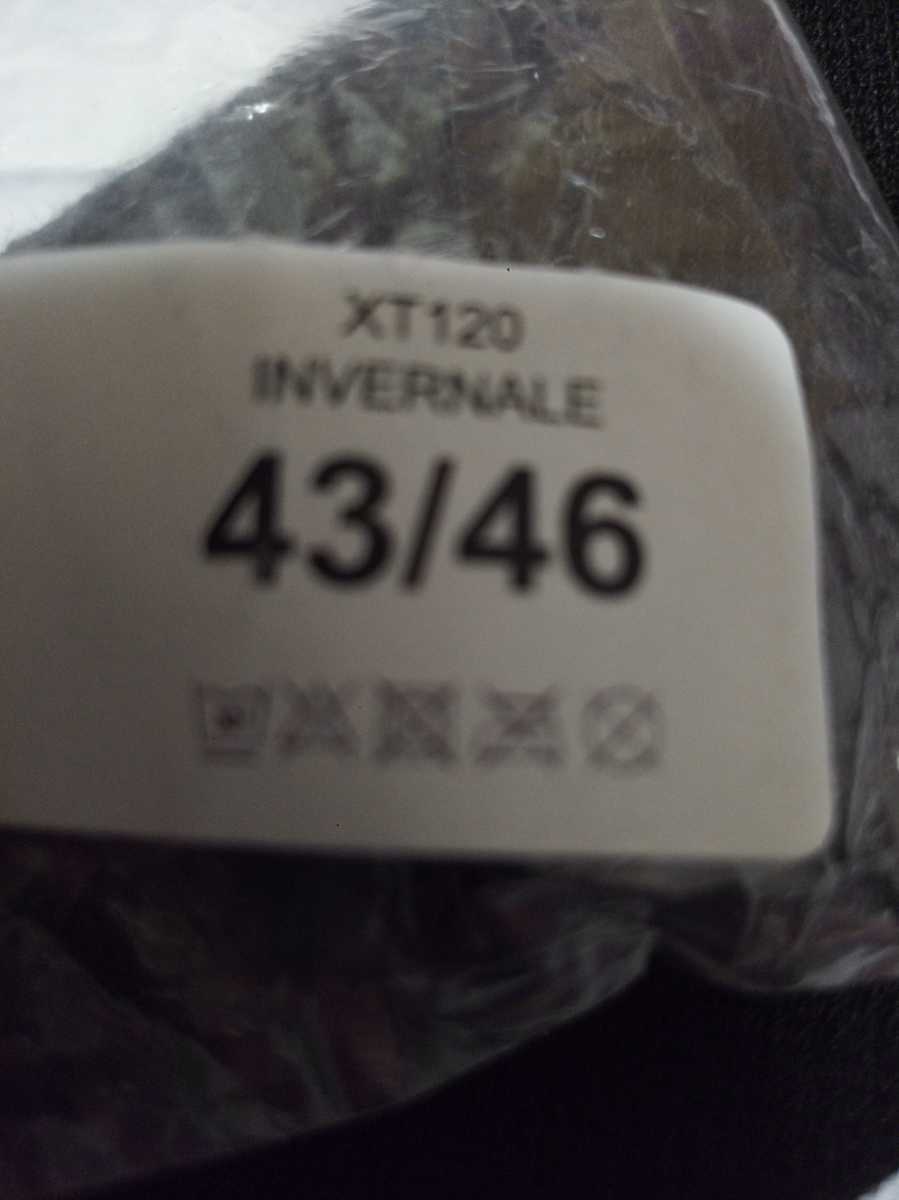 XT120
INVERNALE
43/46